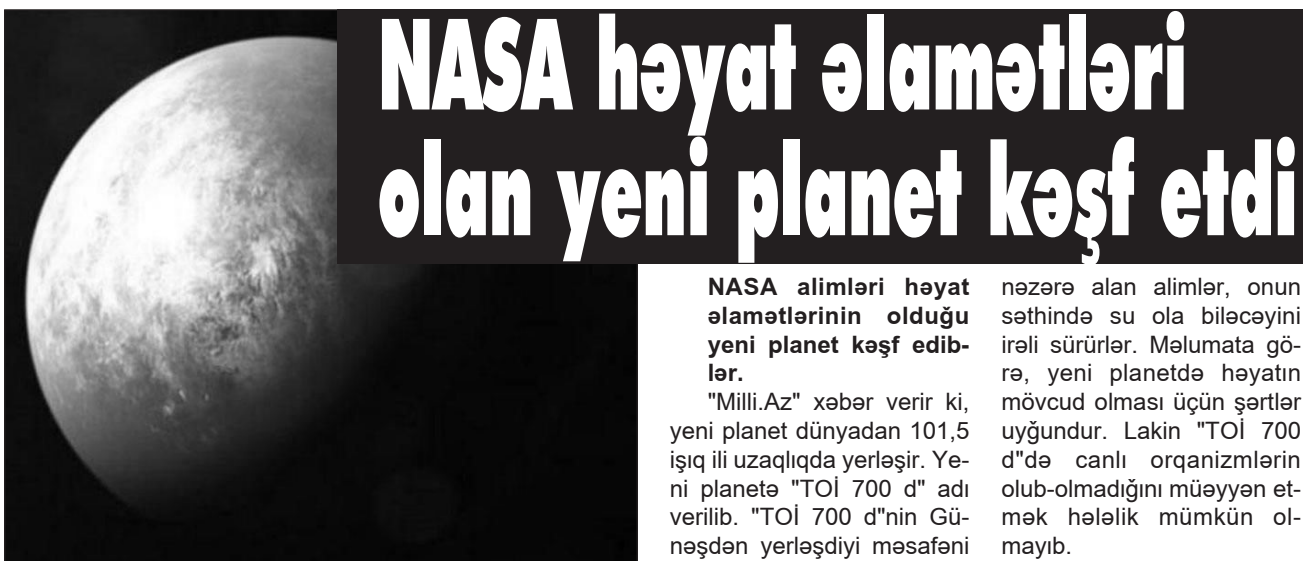 NASA həyat əlamətləri
olan yeni planet kəşf etdi
NASA alimləri həyat
əlamətlərinin olduğu
yeni planet kəşf edib-
lər.
"Milli.Az" xəbər verir ki,
yeni planet dünyadan 101,5
işıq ili uzaqlıqda yerləşir. Ye-
ni planetə "TOİ 700 d" adı
verilib. "TOİ 700 d"nin Gü-
nəşdən yerləşdiyi məsafəni
nəzərə alan alimlər, onun
səthində su ola biləcəyini
irəli sürürlər. Məlumata gö-
rə, yeni planetdə həyatın
mövcud olması üçün şərtlər
uyğundur. Lakin "TOİ 700
d"də canlı orqanizmlərin
olub-olmadığını müəyyən et-
mək hələlik mümkün ol-
mayıb.